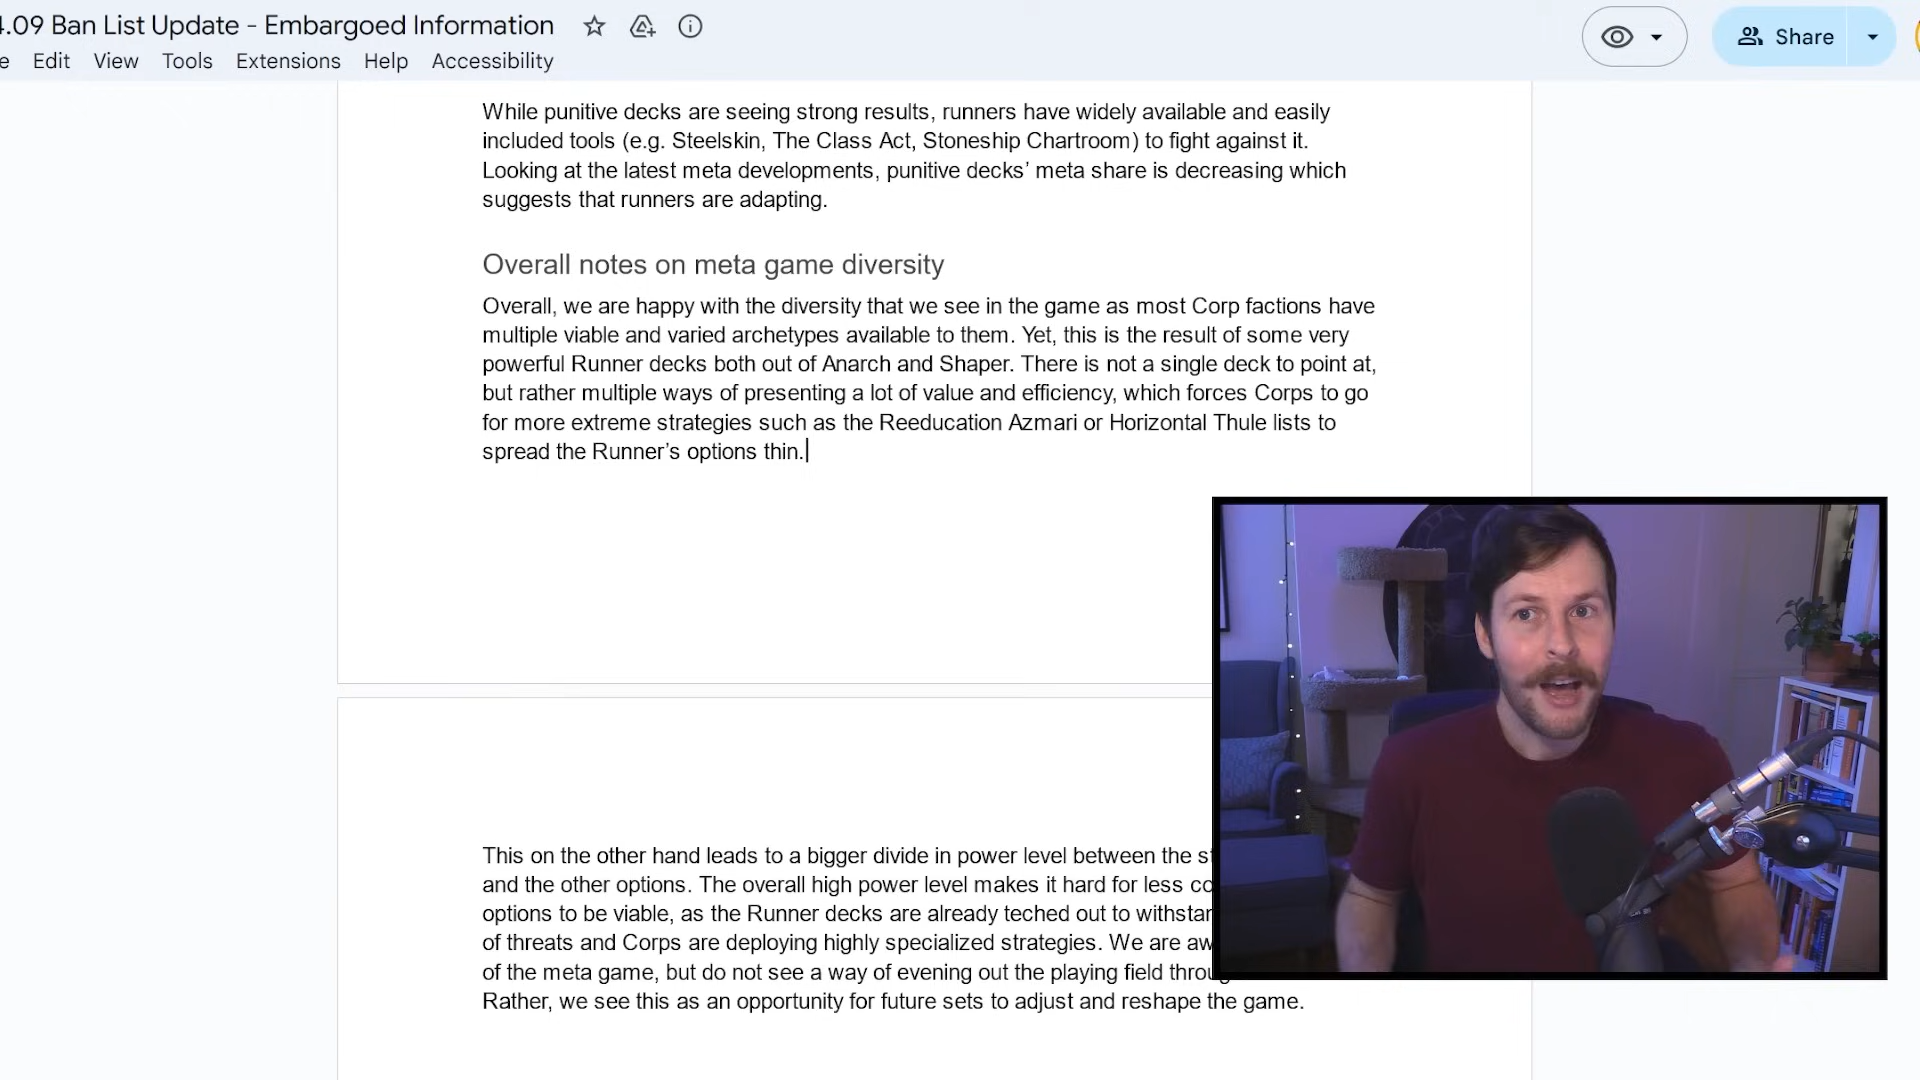 4.09 Ban List Update - Embargoed Information
Edit View Tools Extensions Help Accessibility
Share
While punitive decks are seeing strong results, runners have widely available and easily
included tools (e.g. Steelskin, The Class Act, Stoneship Chartroom) to fight against it.
Looking at the latest meta developments, punitive decks’ meta share is decreasing which
suggests that runners are adapting.
Overall notes on meta game diversity
Overall, we are happy with the diversity that we see in the game as most Corp factions have
multiple viable and varied archetypes available to them. Yet, this is the result of some very
powerful Runner decks both out of Anarch and Shaper. There is not a single deck to point at,
but rather multiple ways of presenting a lot of value and efficiency, which forces Corps to go
for more extreme strategies such as the Reeducation Azmari or Horizontal Thule lists to
spread the Runner’s options thin.
This on the other hand leads to a bigger divide in power level between the
and the other options. The overall high power level makes it hard for less
options to be viable, as the Runner decks are already teched out to
of threats and Corps are deploying highly specialized strategies. We are
of the meta game, but do not see a way of evening out the playing field
Rather, we see this as an opportunity for future sets to adjust and reshape the game.